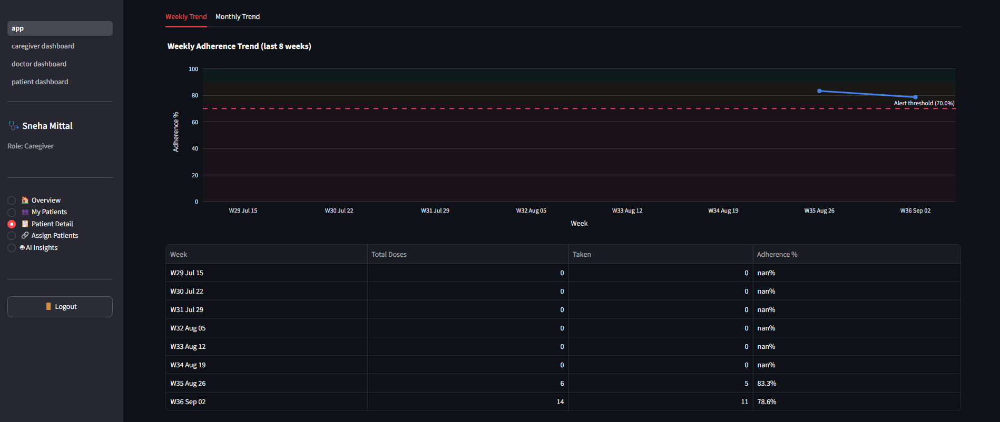 app
caregiver dashboard
doctor dashboard
patient dashboard
Sneha Mittal
Role: Caregiver
Overview
My Patients
Patient Detail
Assign Patients
AI Insights
Logout
Weekly Trend Monthly Trend
Weekly Adherence Trend (last 8 weeks)
100
80
60
40
20
0
Adherence %
Alert threshold (70.0%)
W29 Jul 15 W30 Jul 22 W31 Jul 29 W32 Aug 05 W33 Aug 12 W34 Aug 19 W35 Aug 26 W36 Sep 02
Week
Week Total Doses Taken Adherence %
W29 Jul 15 0 0 nan%
W30 Jul 22 0 0 nan%
W31 Jul 29 0 0 nan%
W32 Aug 05 0 0 nan%
W33 Aug 12 0 0 nan%
W34 Aug 19 0 0 nan%
W35 Aug 26 6 5 83.3%
W36 Sep 02 14 11 78.6%